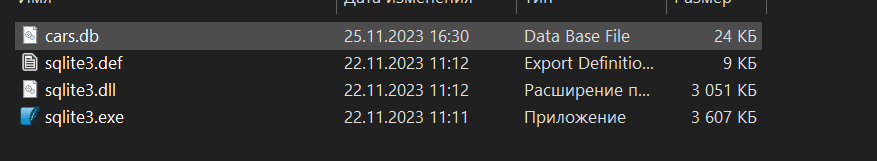 Имя Дата изменения Тип Размер
cars.db 25.11.2023 16:30 Data Base File 24 КБ
sqlite3.def 22.11.2023 11:12 Export Definitio... 9 КБ
sqlite3.dll 22.11.2023 11:12 Расширение п... 3 051 КБ
sqlite3.exe 22.11.2023 11:11 Приложение 3 607 КБ